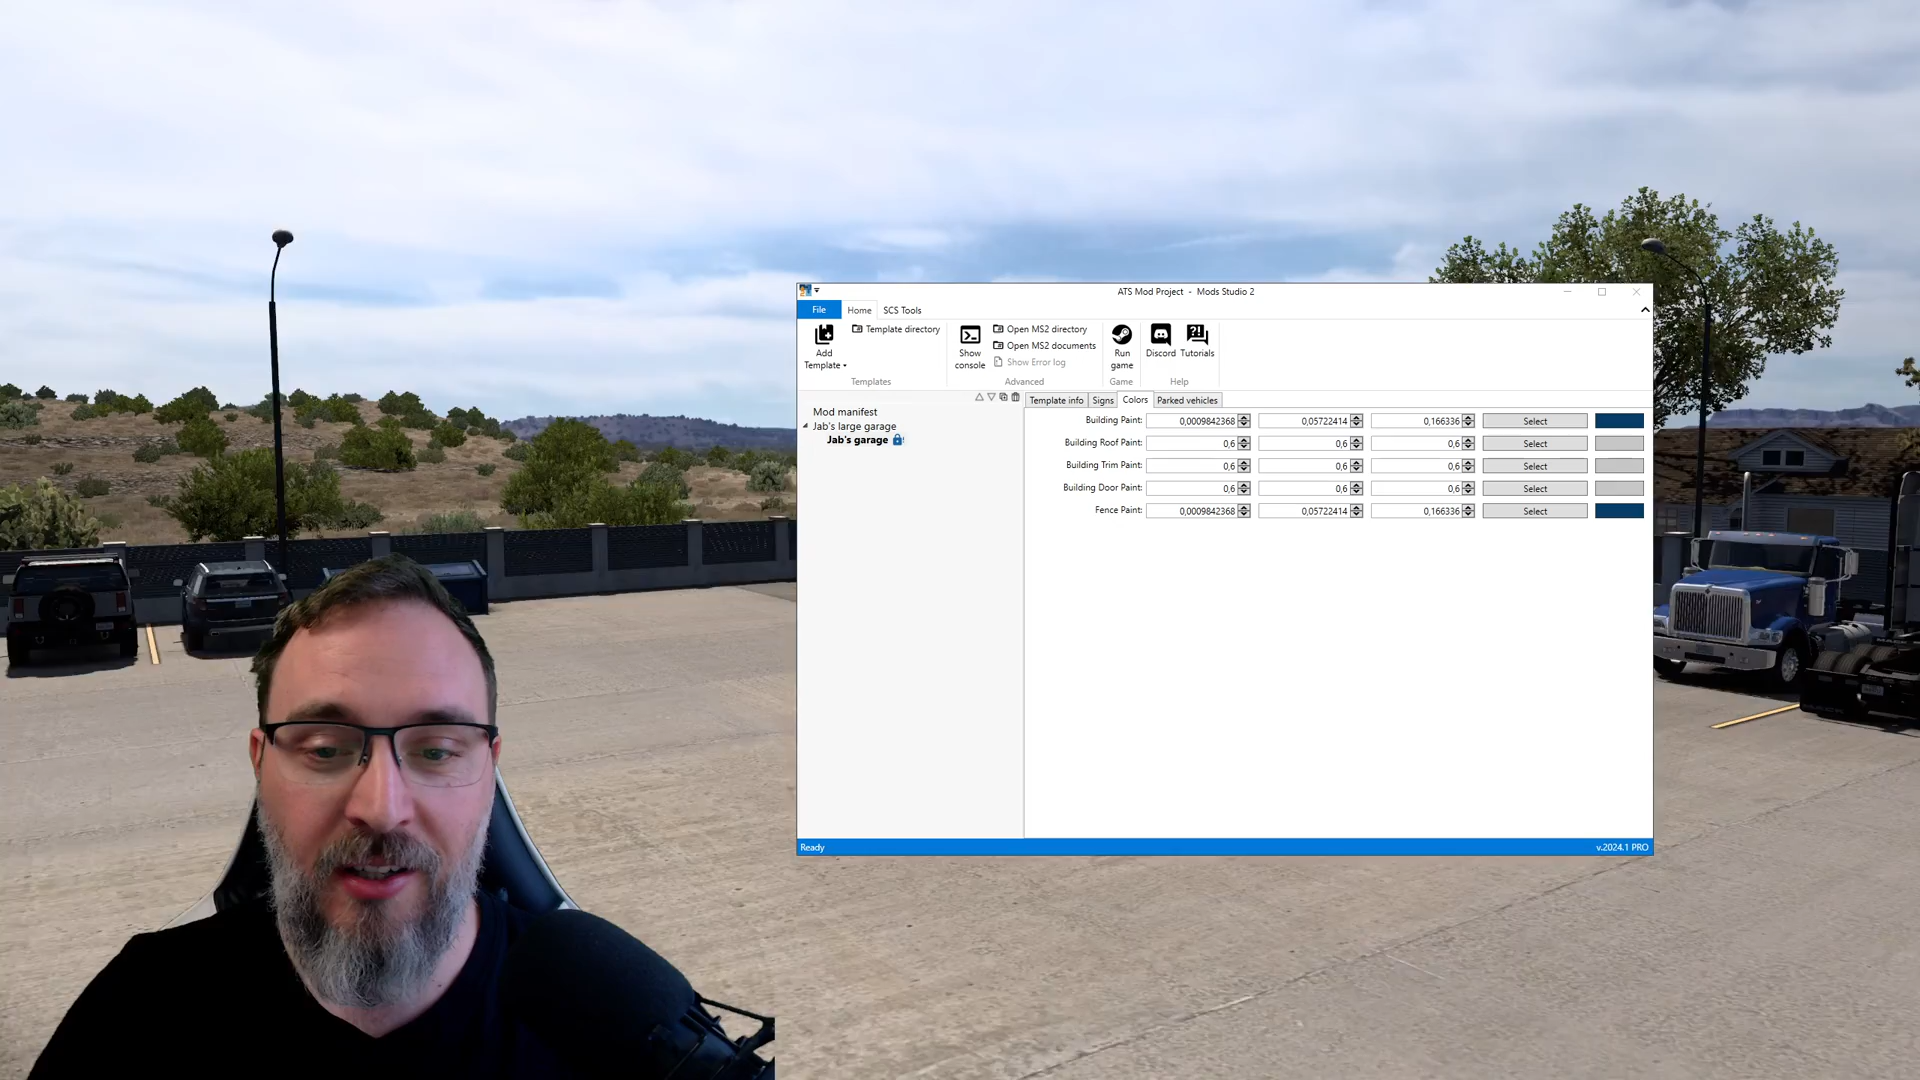 ATS Mod Project - Mods Studio 2
File Home SCS Tools
Add Template
Template directory
Templates
Show console
Open MS2 directory
Open MS2 documents
Show Error log
Advanced
Run game
Game
Discord Tutorials
Help
Mod manifest
Jab's large garage
Jab's garage
Template info Signs Colors Parked vehicles
Building Paint: 0,0009842368 0,05722414 0,166336 Select
Building Roof Paint: 0,6 0,6 0,6 Select
Building Trim Paint: 0,6 0,6 0,6 Select
Building Door Paint: 0,6 0,6 0,6 Select
Fence Paint: 0,0009842368 0,05722414 0,166336 Select
Ready v.2024.1 PRO